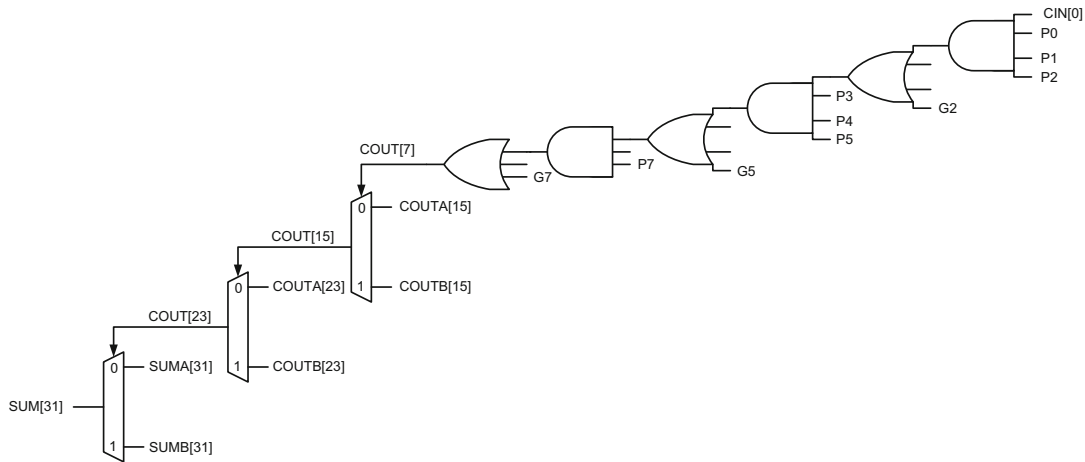 CIN[0]
P0
P1
P2
P3
P4
P5
G2
COUT[7]
P7
G5
G7
0
COUTA[15]
COUT[15]
1
COUTB[15]
0
COUTA[23]
COUT[23]
1
COUTB[23]
0
SUMA[31]
SUM[31]
1
SUMB[31]